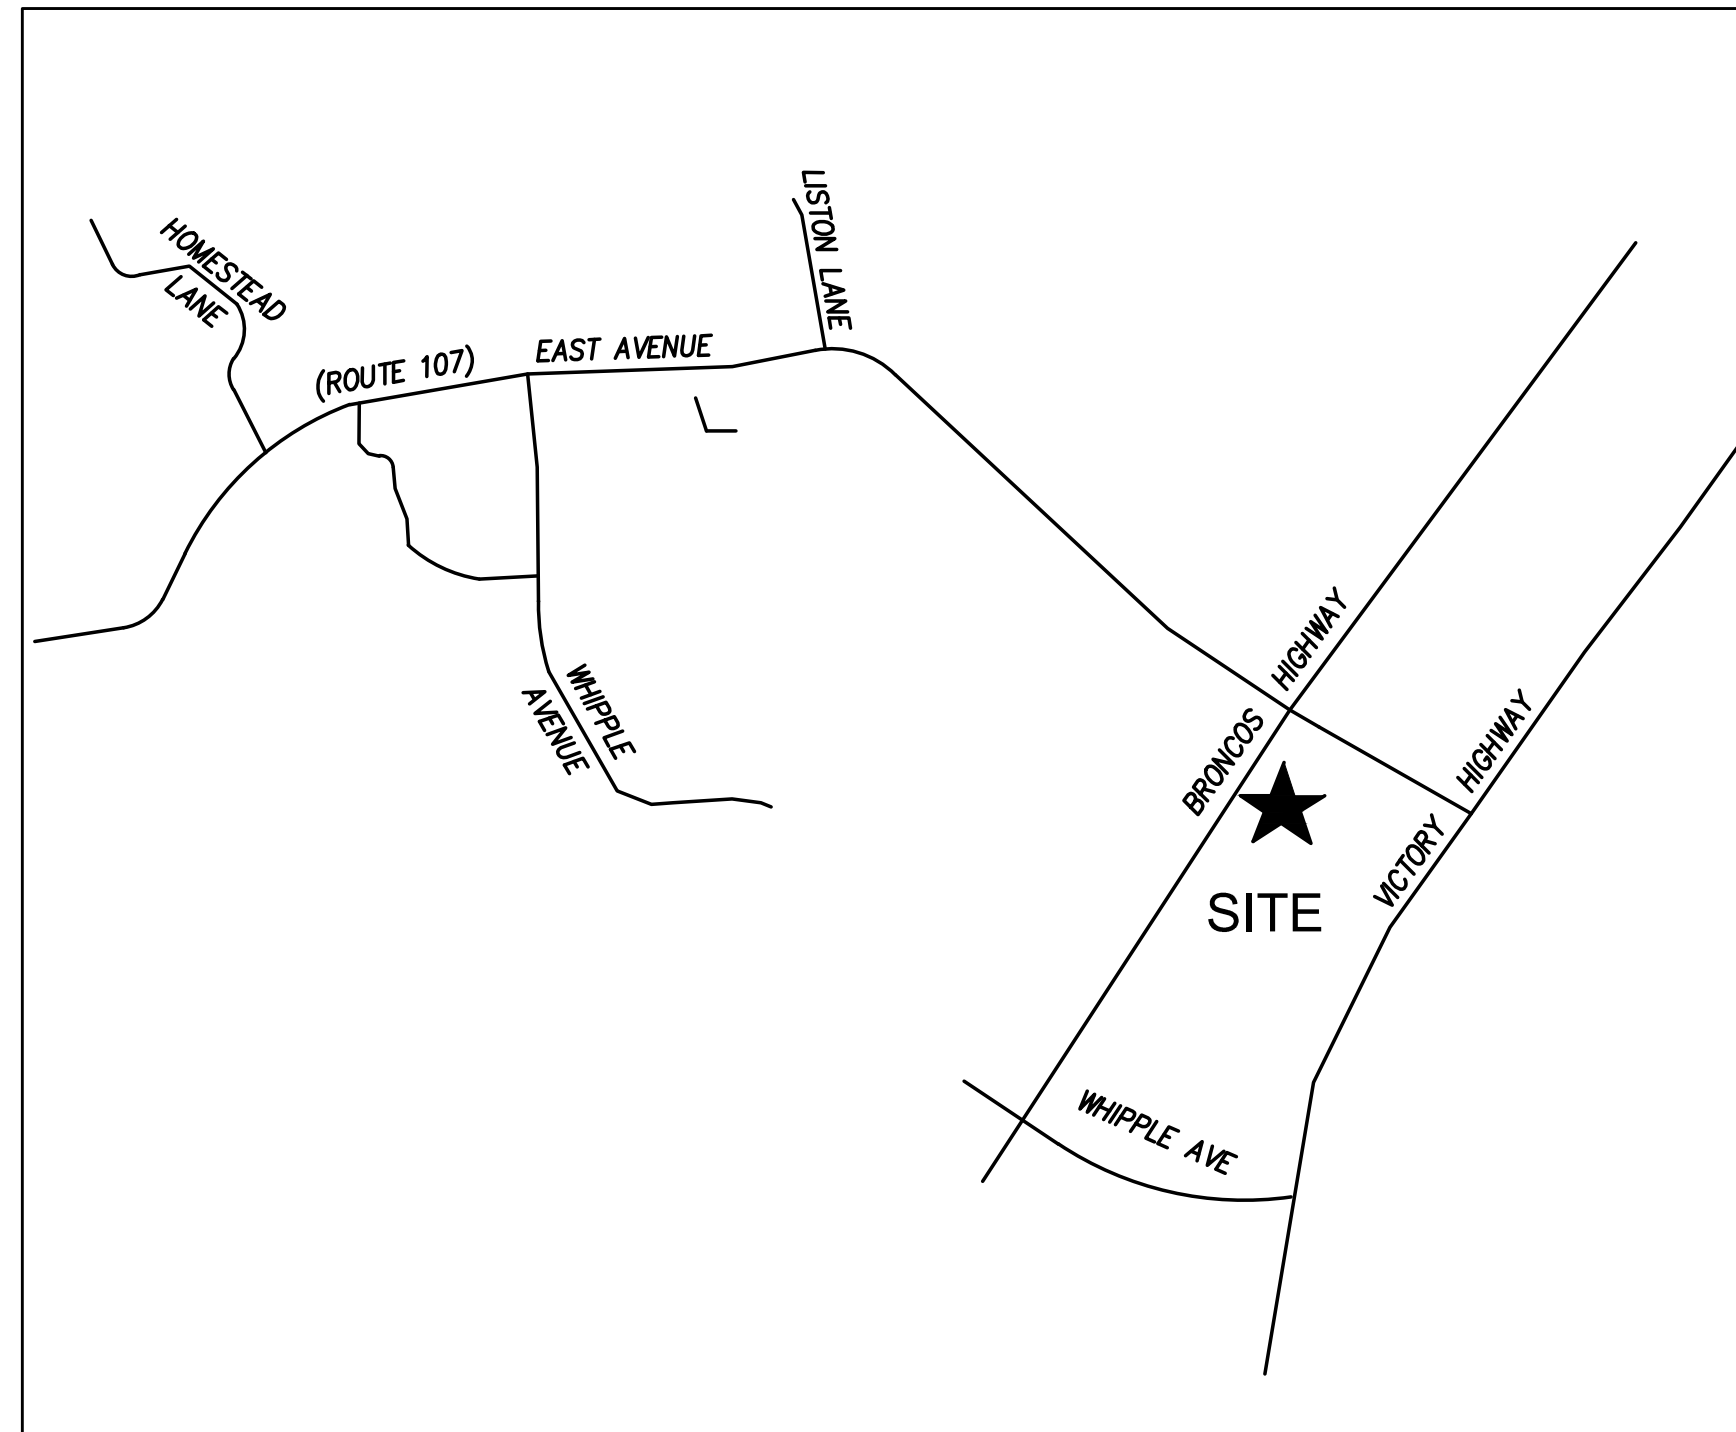 LISTON LANE
HOMESTEAD
LANE
(ROUTE 107)
EAST AVENUE
WHIPPLE
AVENUE
BRONCOS HIGHWAY
VICTORY HIGHWAY
SITE
WHIPPLE AVE